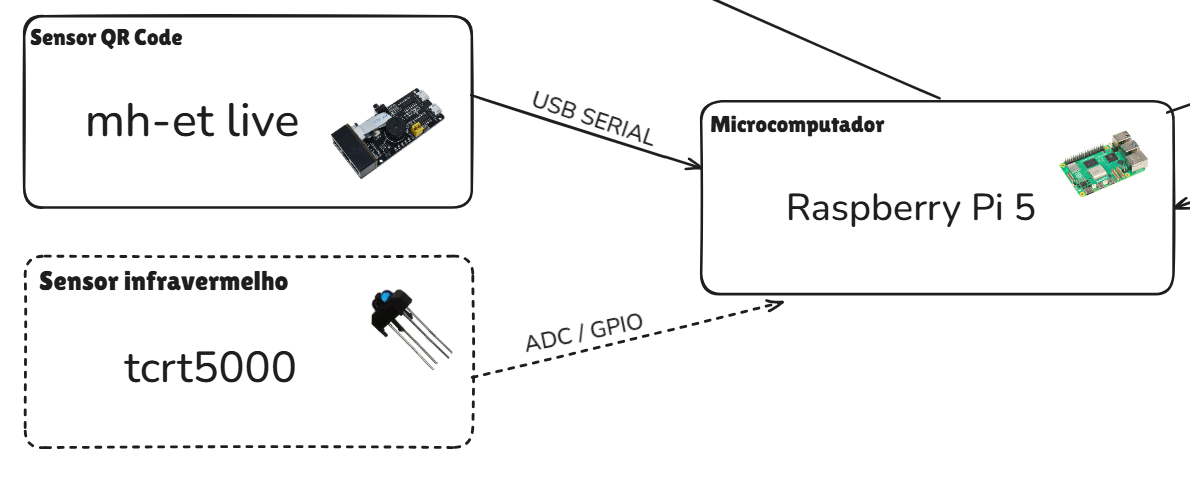 Sensor QR Code
mh-et live
USB SERIAL
Microcomputador
Raspberry Pi 5
Sensor infravermelho
tcrt5000
ADC / GPIO